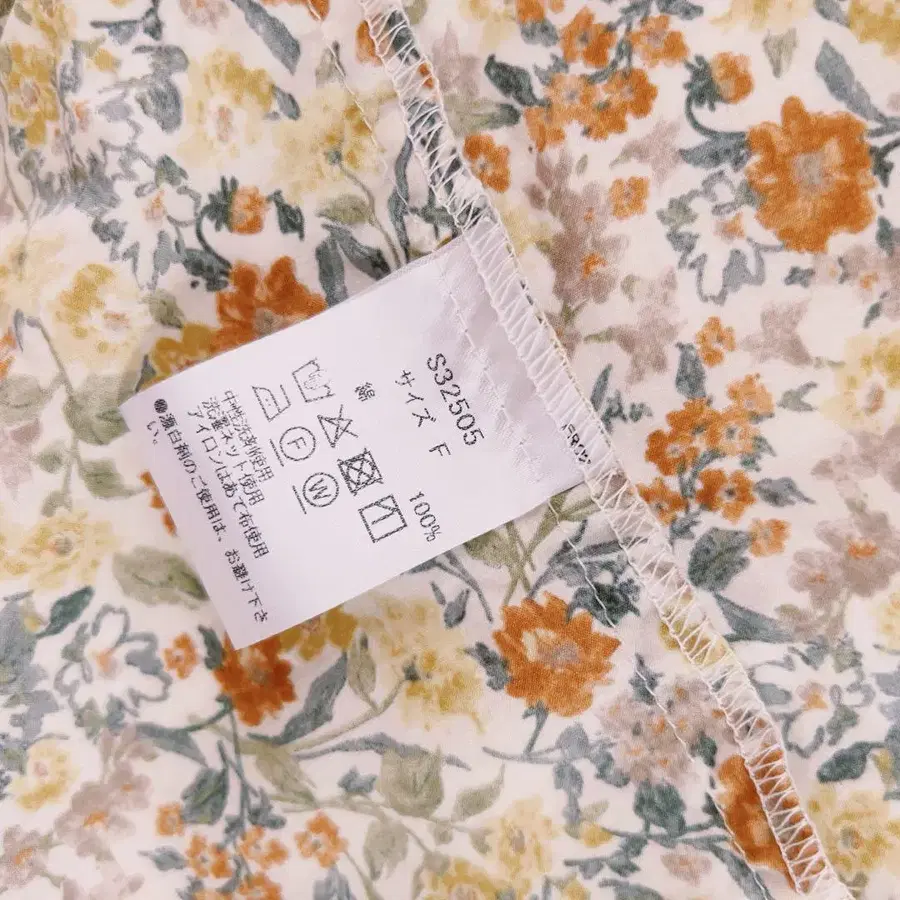 S32505
サイズ F
綿 100%
F
W
中性洗剤使用
洗濯ネット使用
アイロンはあて布使用
●漂白剤のご使用は、お避け下さ
い。